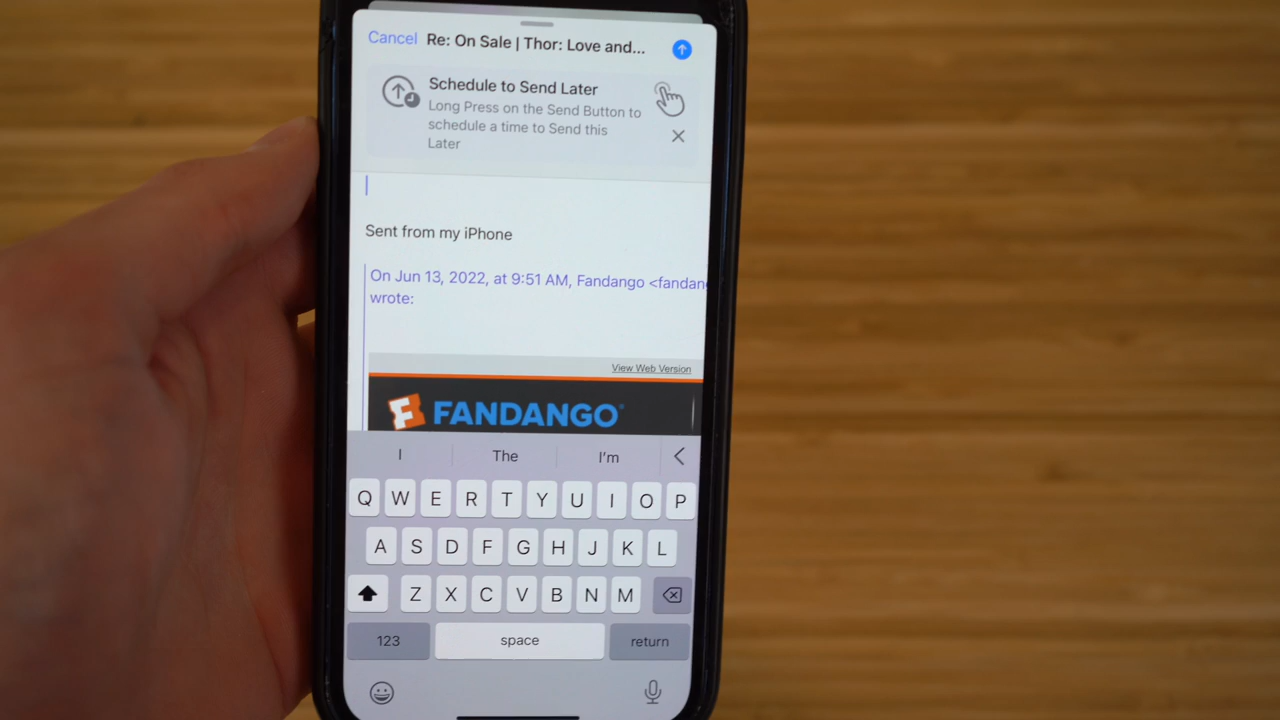 Cancel Re: On Sale | Thor: Love and...
Schedule to Send Later
Long Press on the Send Button to
schedule a time to Send this
Later
Sent from my iPhone
On Jun 13, 2022, at 9:51 AM, Fandango <fandan
wrote:
View Web Version
F FANDANGO
I The I'm
Q W E R T Y U I O P
A S D F G H J K L
Z X C V B N M
123 space return